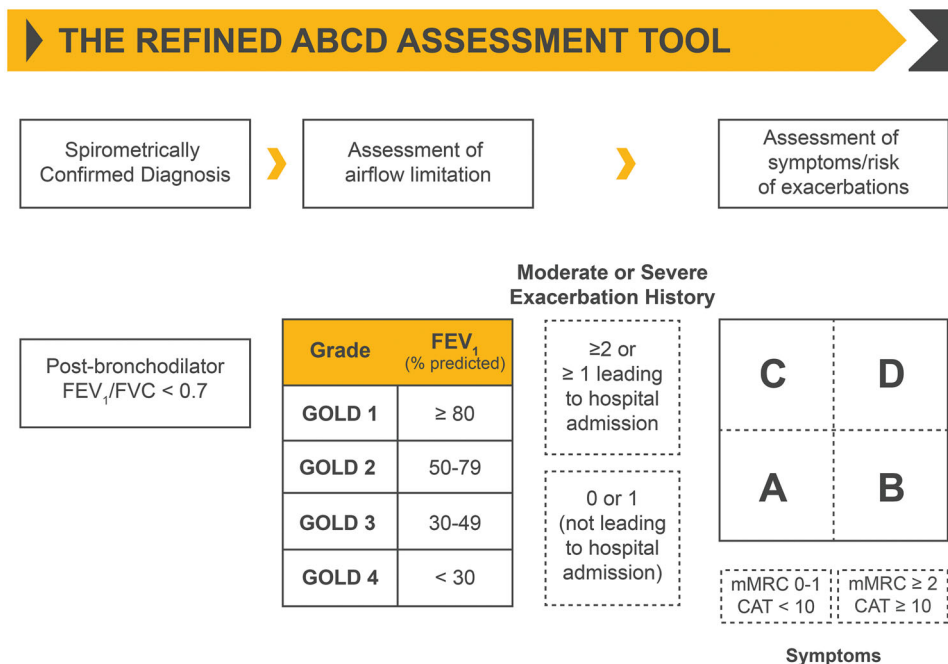 THE REFINED ABCD ASSESSMENT TOOL
Spirometrically
Confirmed Diagnosis
Assessment of
airflow limitation
Assessment of
symptoms/risk
of exacerbations
Moderate or Severe
Exacerbation History
Post-bronchodilator
FEV₁/FVC < 0.7
Grade FEV₁
(% predicted)
GOLD 1 ≥ 80
GOLD 2 50-79
GOLD 3 30-49
GOLD 4 < 30
≥2 or
≥ 1 leading
to hospital
admission
0 or 1
(not leading
to hospital
admission)
C D
A B
mMRC 0-1
CAT < 10
mMRC ≥ 2
CAT ≥ 10
Symptoms